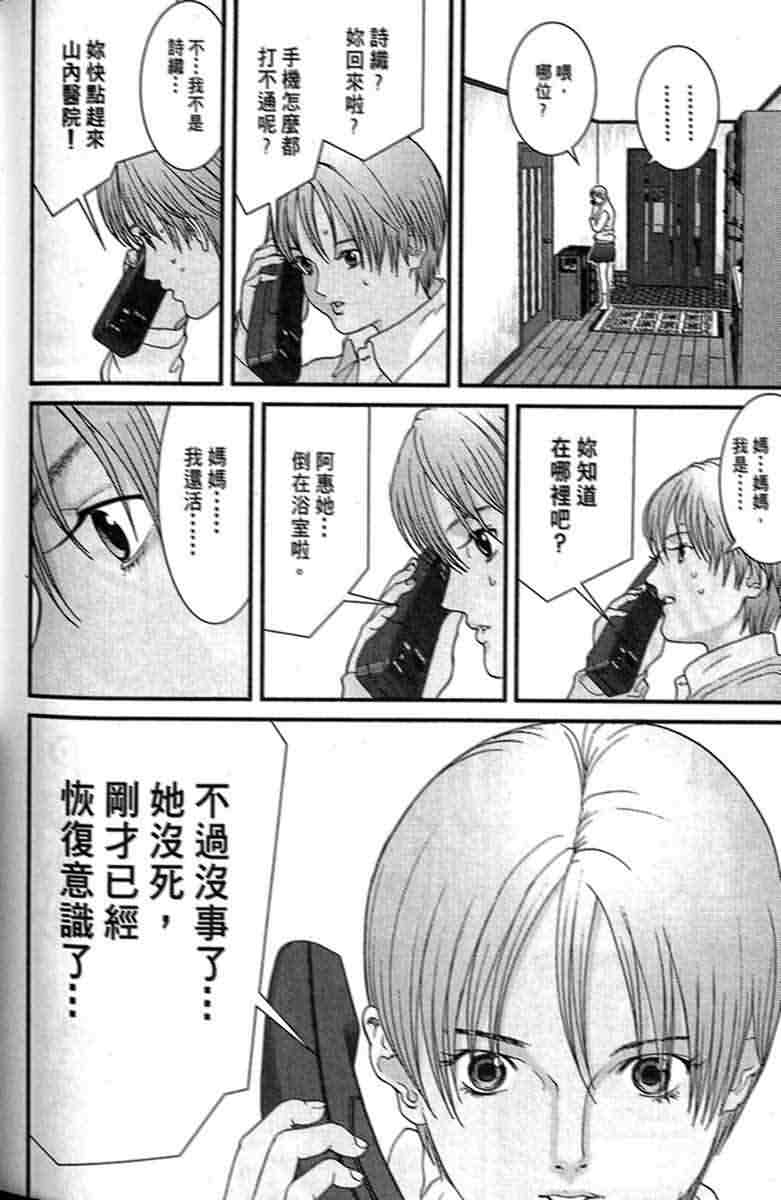 ………
喂，
哪位？
詩織？
妳回來啦？
手機怎麼都
打不通呢？
不…我不是
詩織…
妳快點趕來
山內醫院！
媽…媽媽，
我是……
妳知道
在哪裡吧？
阿惠她…
倒在浴室啦。
媽媽……
我還活……
不過沒事了…
她沒死，
剛才已經
恢復意識了…